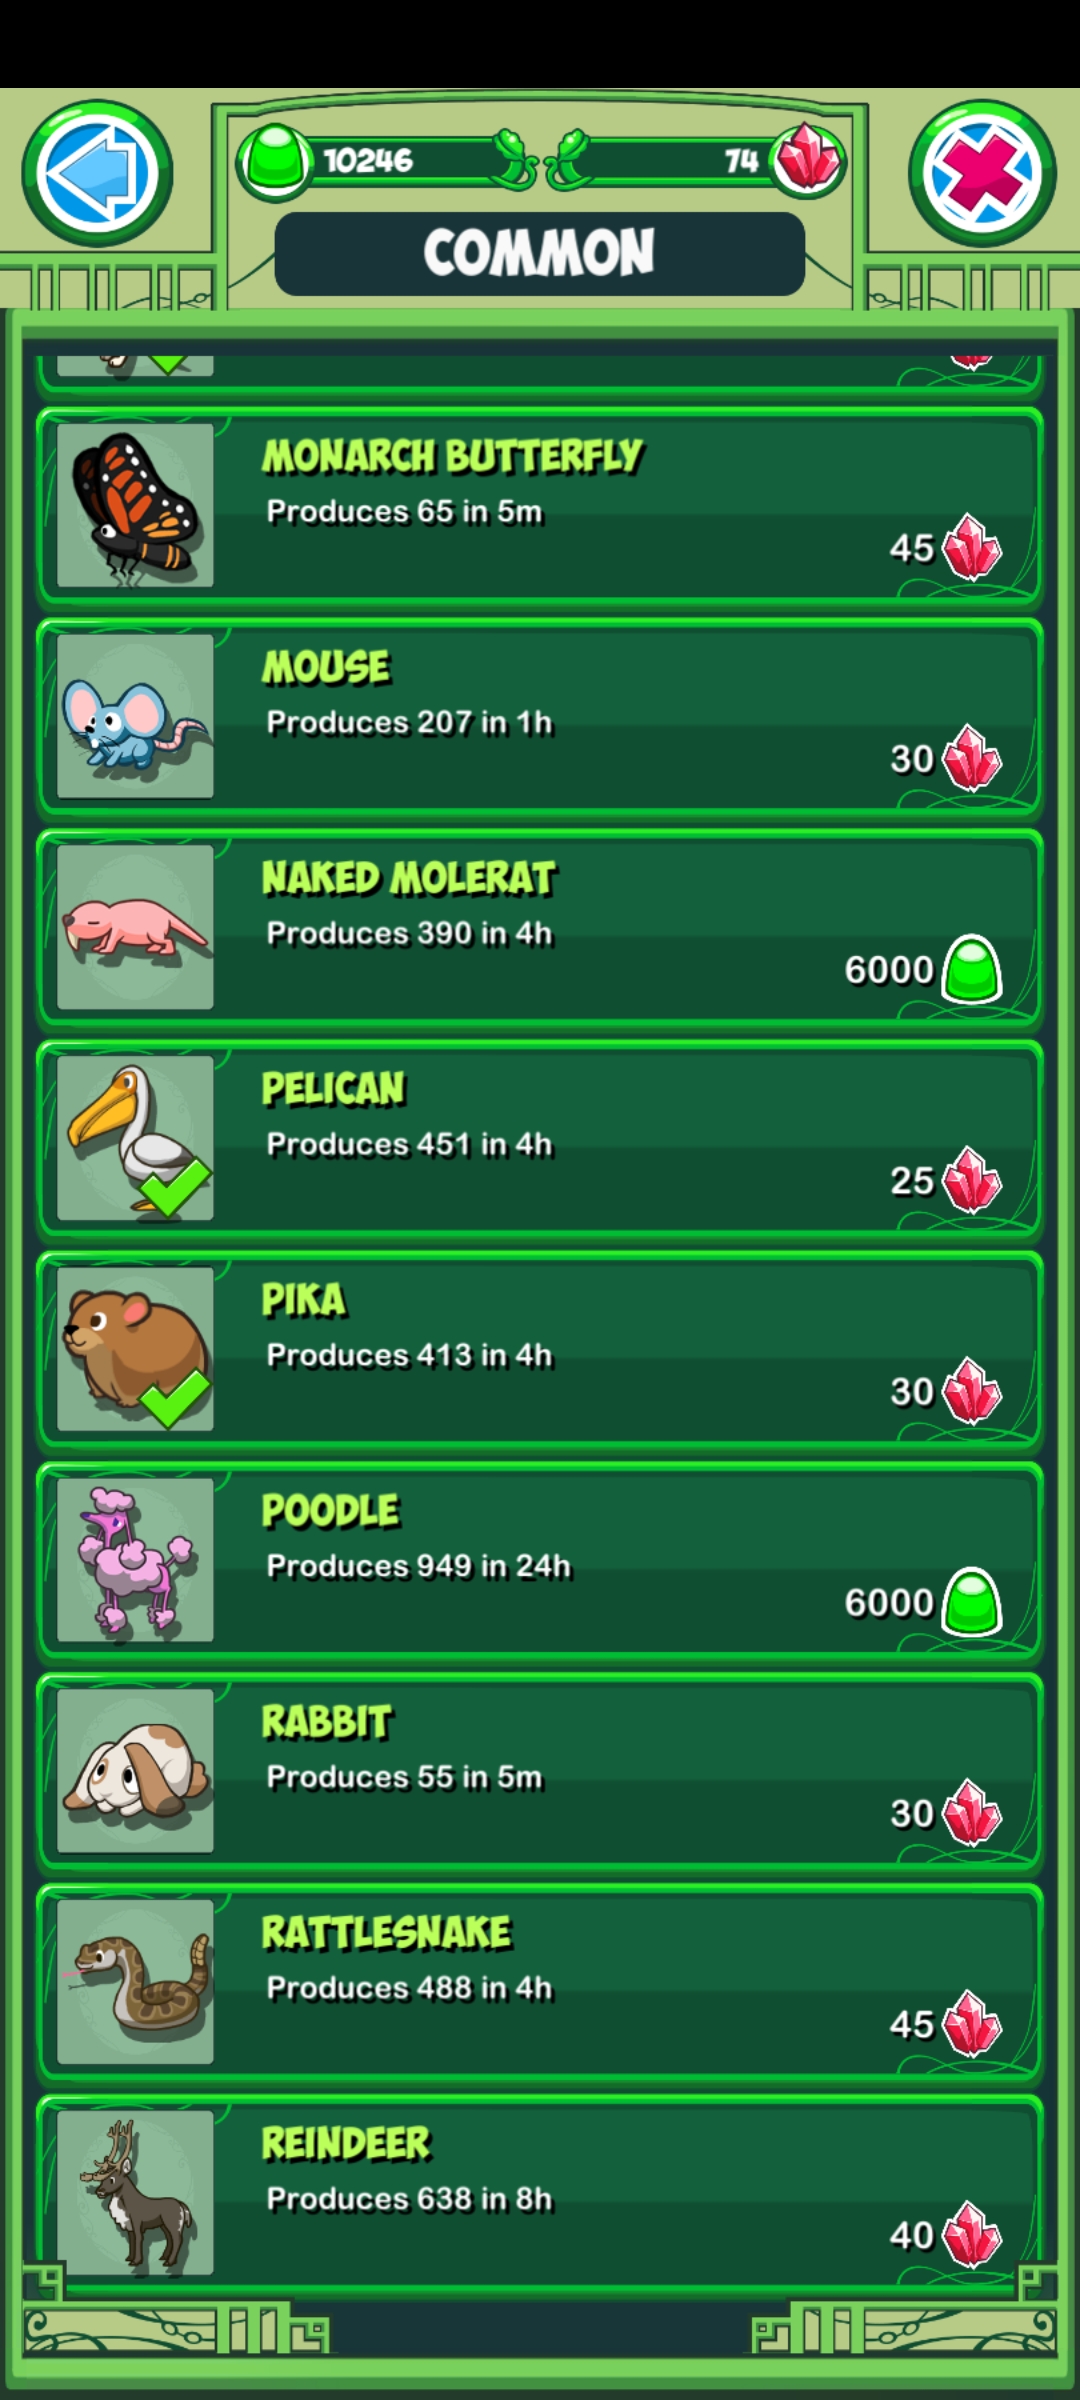 10246
74
COMMON
MONARCH BUTTERFLY
Produces 65 in 5m
45
MOUSE
Produces 207 in 1h
30
NAKED MOLERAT
Produces 390 in 4h
6000
PELICAN
Produces 451 in 4h
25
PIKA
Produces 413 in 4h
30
POODLE
Produces 949 in 24h
6000
RABBIT
Produces 55 in 5m
30
RATTLESNAKE
Produces 488 in 4h
45
REINDEER
Produces 638 in 8h
40